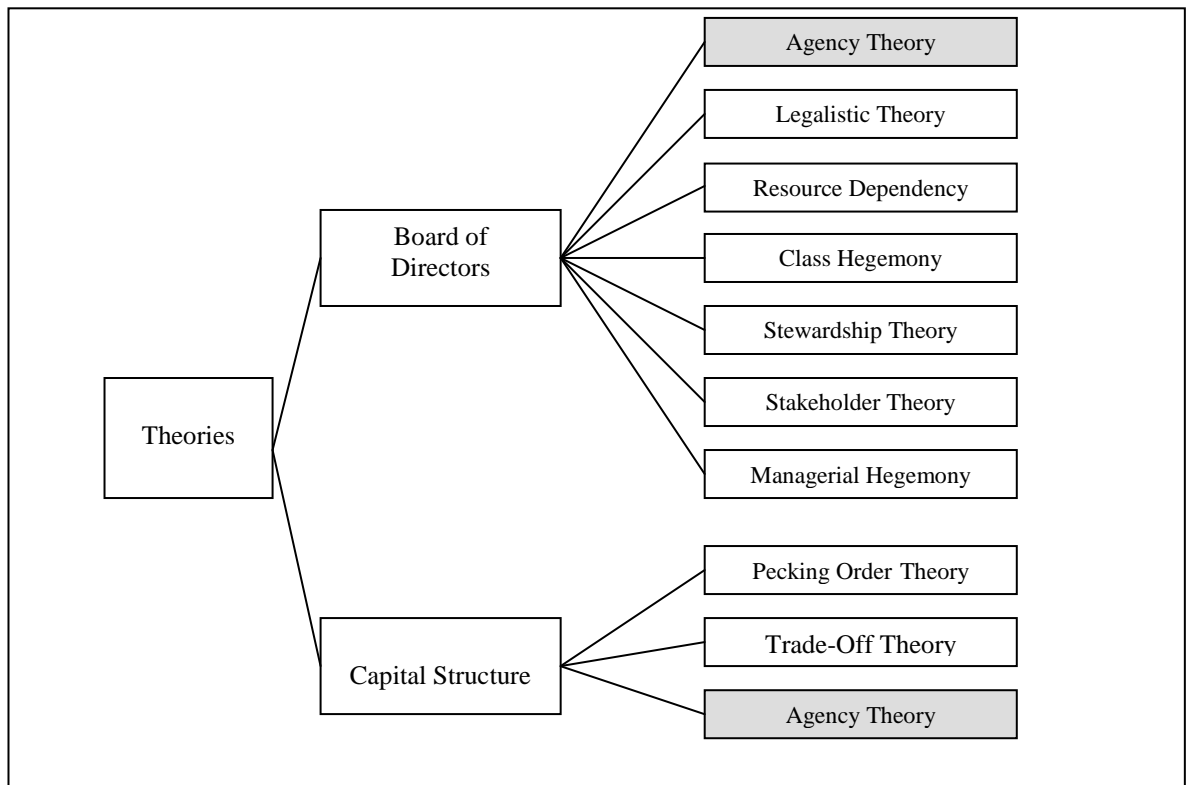 Agency Theory
Legalistic Theory
Resource Dependency
Board of
Directors
Class Hegemony
Stewardship Theory
Stakeholder Theory
Theories
Managerial Hegemony
Pecking Order Theory
Trade-Off Theory
Capital Structure
Agency Theory